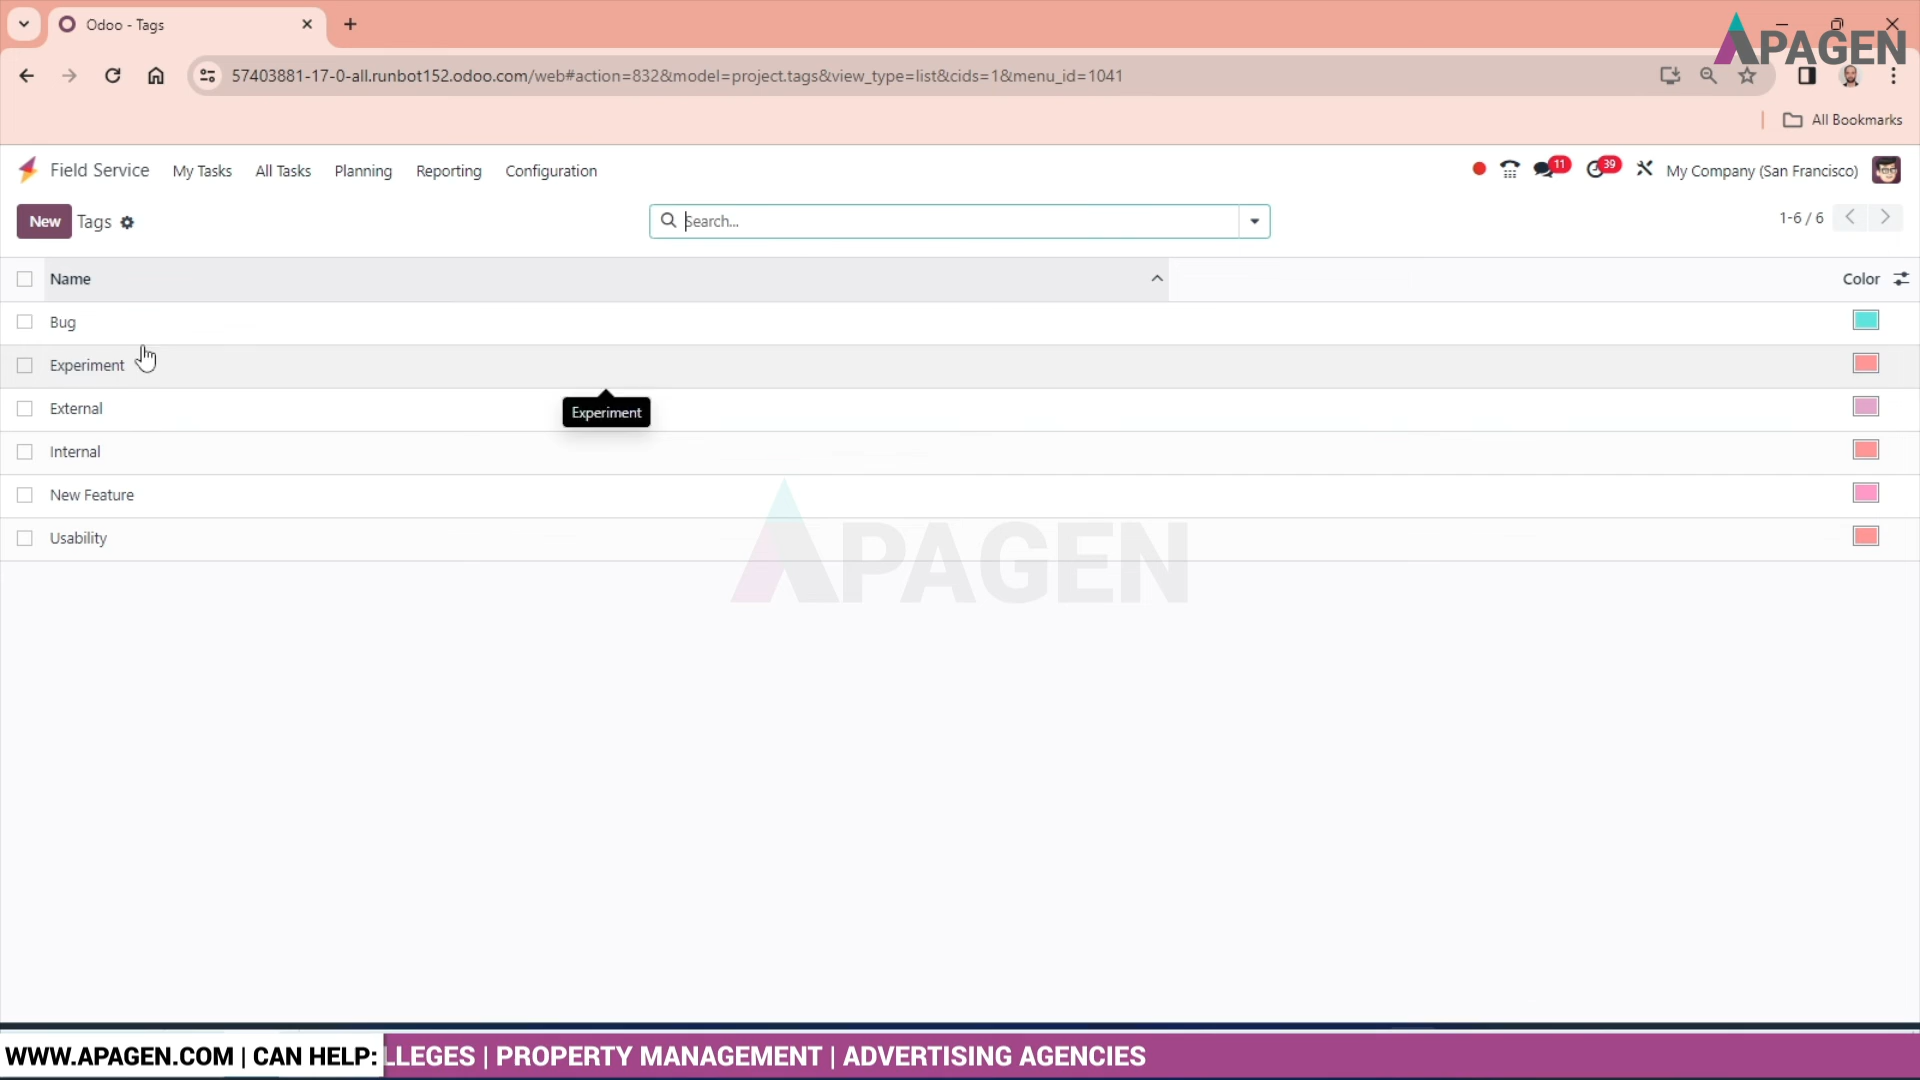 Odoo - Tags
APAGEN
57403881-17-0-all.runbot152.odoo.com/web#action=832&model=project.tags&view_type=list&cids=1&menu_id=1041
All Bookmarks
Field Service My Tasks All Tasks Planning Reporting Configuration 11 39 My Company (San Francisco)
New Tags Search... 1-6 / 6
Name Color
Bug
Experiment
External
Experiment
Internal
New Feature
Usability
APAGEN
WWW.APAGEN.COM | CAN HELP: LLEGES | PROPERTY MANAGEMENT | ADVERTISING AGENCIES